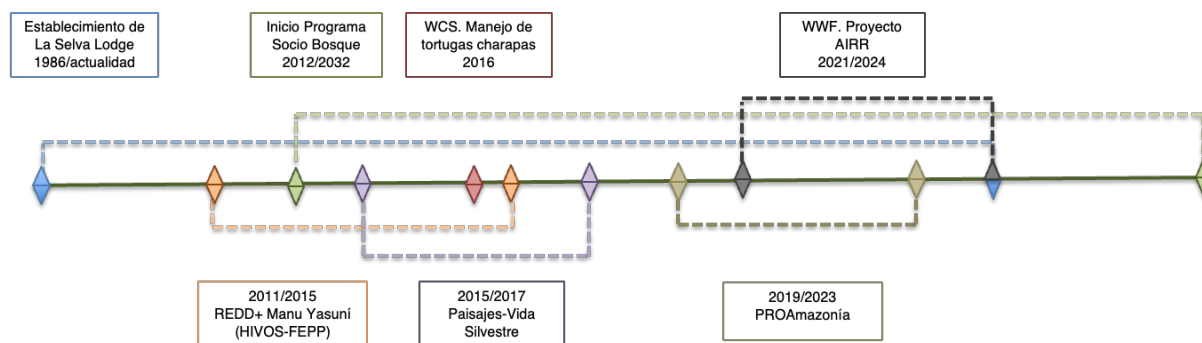 Establecimiento de
La Selva Lodge
1986/actualidad
Inicio Programa
Socio Bosque
2012/2032
WCS. Manejo de
tortugas charapas
2016
WWF. Proyecto
AIRR
2021/2024
2011/2015
REDD+ Manu Yasuní
(HIVOS-FEPP)
2015/2017
Paisajes-Vida
Silvestre
2019/2023
PROAmazonía